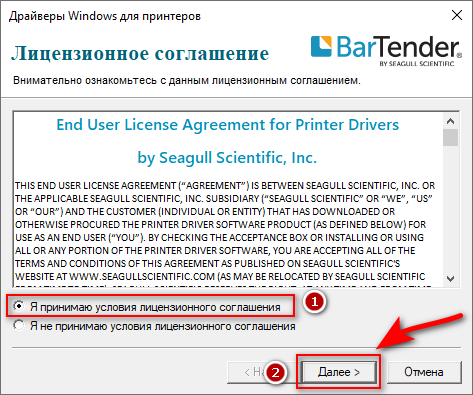 Драйверы Windows для принтеров
Лицензионное соглашение
BarTender
BY SEAGULL SCIENTIFIC
Внимательно ознакомьтесь с данным лицензионным соглашением.
End User License Agreement for Printer Drivers
by Seagull Scientific, Inc.
THIS END USER LICENSE AGREEMENT ("AGREEMENT") IS BETWEEN SEAGULL SCIENTIFIC, INC. OR
THE APPLICABLE SEAGULL SCIENTIFIC, INC. SUBSIDIARY ("SEAGULL SCIENTIFIC" OR "WE", "US"
OR "OUR") AND THE CUSTOMER (INDIVIDUAL OR ENTITY) THAT HAS DOWNLOADED OR
OTHERWISE PROCURED THE PRINTER DRIVER SOFTWARE PRODUCT (AS DEFINED BELOW) FOR
USE AS AN END USER ("YOU"). BY CHECKING THE ACCEPTANCE BOX OR INSTALLING OR USING
ALL OR ANY PORTION OF THE PRINTER DRIVER SOFTWARE, YOU ARE ACCEPTING ALL OF THE
TERMS AND CONDITIONS OF THIS AGREEMENT AS PUBLISHED ON SEAGULL SCIENTIFIC'S
WEBSITE AT WWW.SEAGULLSCIENTIFIC.COM (AS MAY BE RELOCATED BY SEAGULL SCIENTIFIC
Я принимаю условия лицензионного соглашения
1
Я не принимаю условия лицензионного соглашения
2
Далее >
Отмена